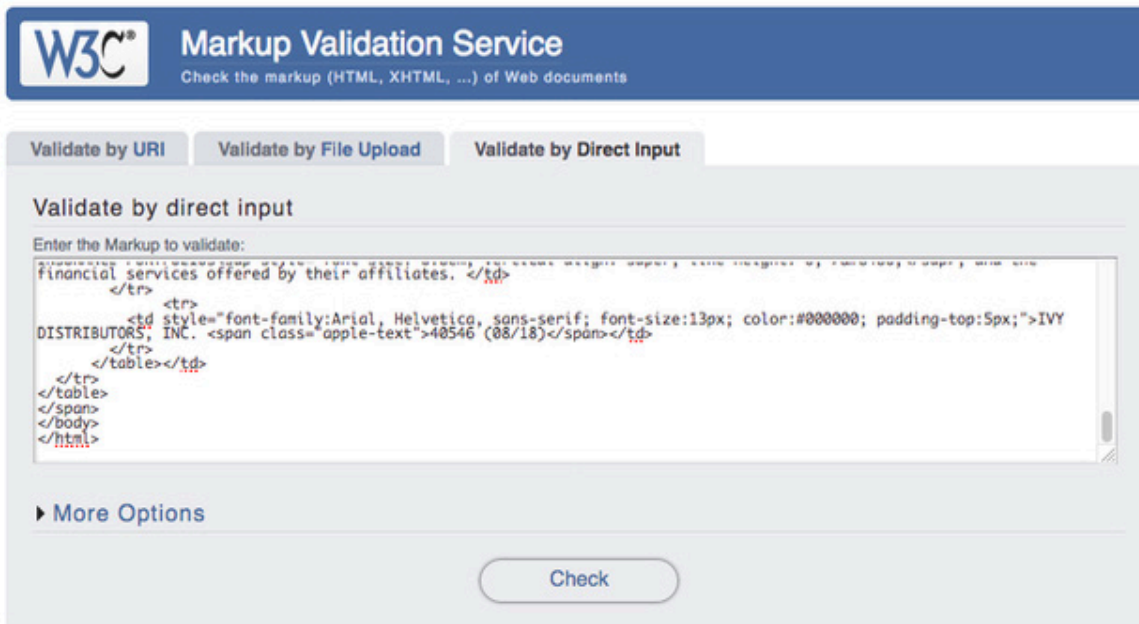 W3C®
Markup Validation Service
Check the markup (HTML, XHTML, ...) of Web documents
Validate by URI
Validate by File Upload
Validate by Direct Input
Validate by direct input
Enter the Markup to validate:
financial services offered by their affiliates. </td>
</tr>
<tr>
<td style="font-family:Arial, Helvetica, sans-serif; font-size:13px; color:#000000; padding-top:5px;">IVY
DISTRIBUTORS, INC. <span class="apple-text">40546 (08/18)</span></td>
</tr>
</table></td>
</tr>
</table>
</span>
</body>
</html>
More Options
Check